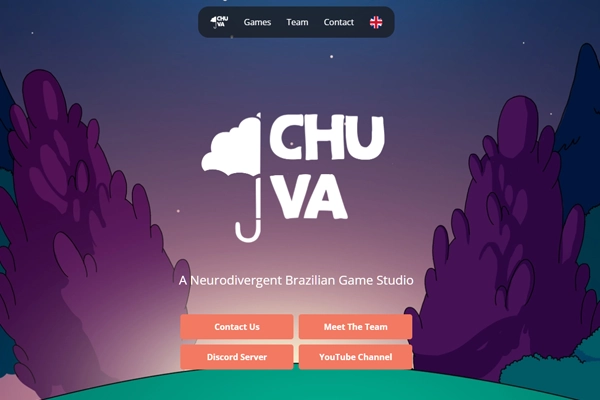 CHU
VA
Games
Team
Contact
CHU
VA
A Neurodivergent Brazilian Game Studio
Contact Us
Meet The Team
Discord Server
YouTube Channel